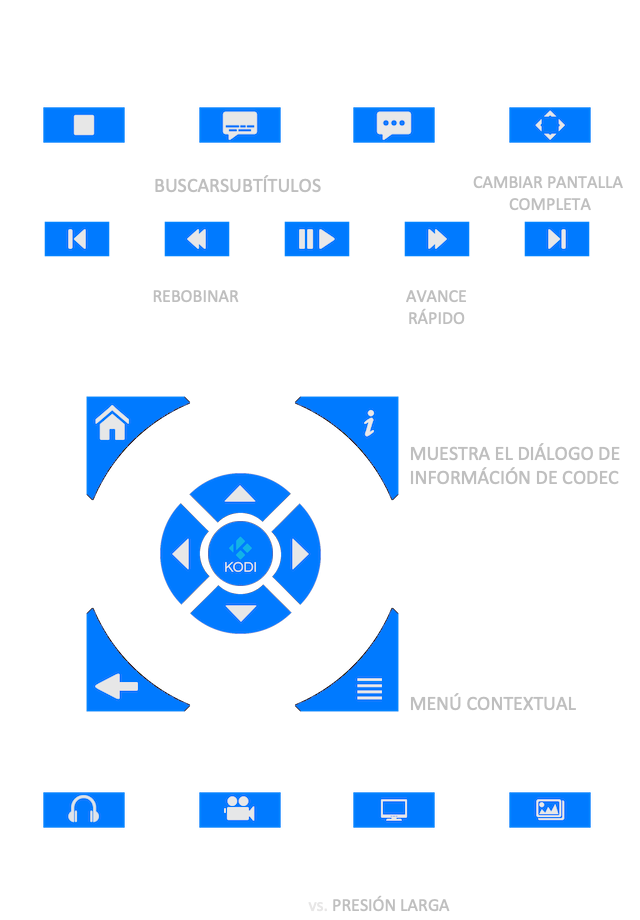 BUSCARSUBTÍTULOS
CAMBIAR PANTALLA
COMPLETA
REBOBINAR
AVANCE
RÁPIDO
i
MUESTRA EL DIÁLOGO DE
INFORMÁCIÓN DE CODEC
KODI
MENÚ CONTEXTUAL
vs. PRESIÓN LARGA